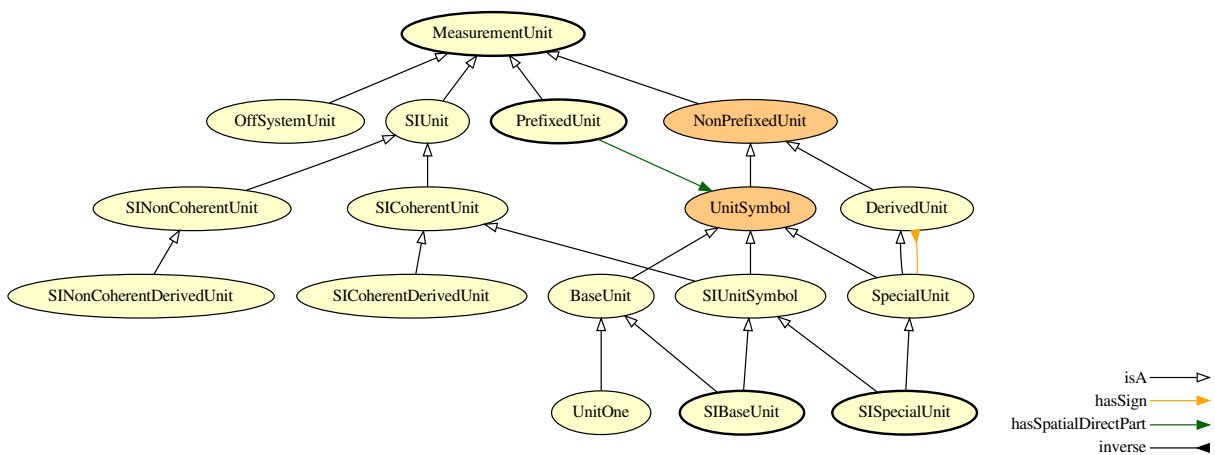 MeasurementUnit
OffSystemUnit
SIUnit
PrefixedUnit
NonPrefixedUnit
SINonCoherentUnit
SICoherentUnit
UnitSymbol
DerivedUnit
SINonCoherentDerivedUnit
SICoherentDerivedUnit
BaseUnit
SIUnitSymbol
SpecialUnit
UnitOne
SIBaseUnit
SISpecialUnit
isA
hasSign
hasSpatialDirectPart
inverse